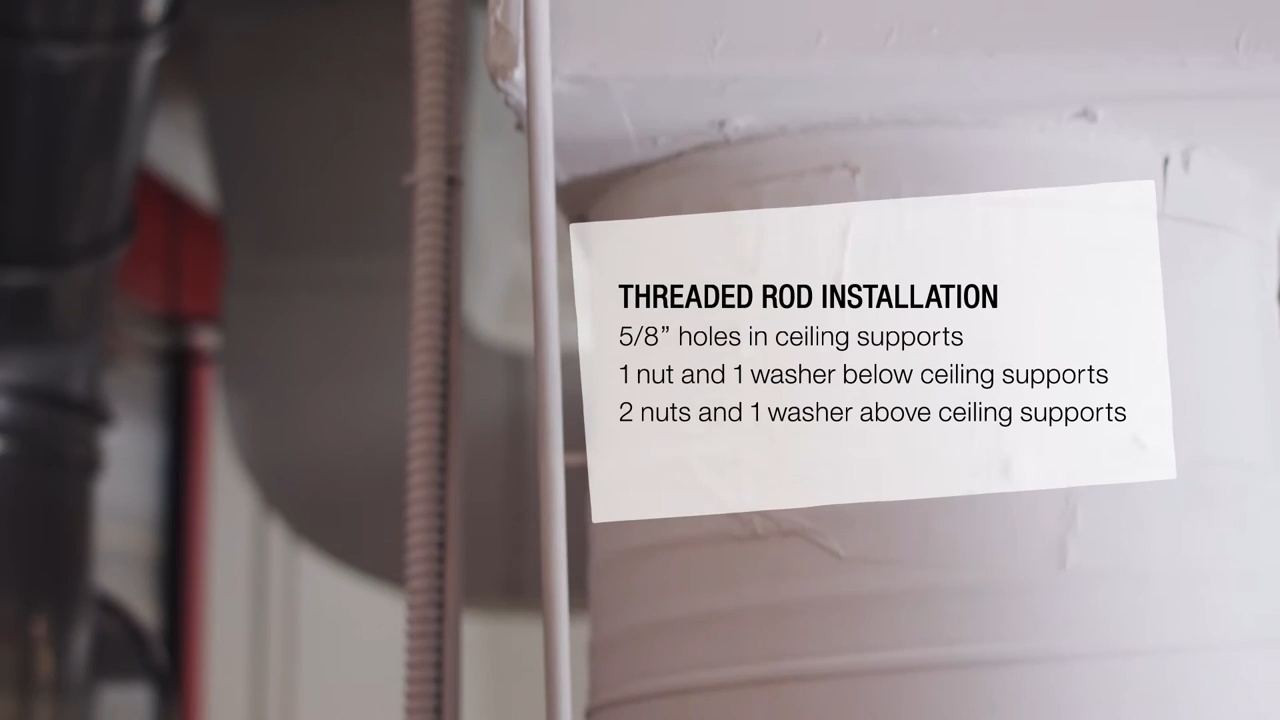 THREADED ROD INSTALLATION
5/8” holes in ceiling supports
1 nut and 1 washer below ceiling supports
2 nuts and 1 washer above ceiling supports